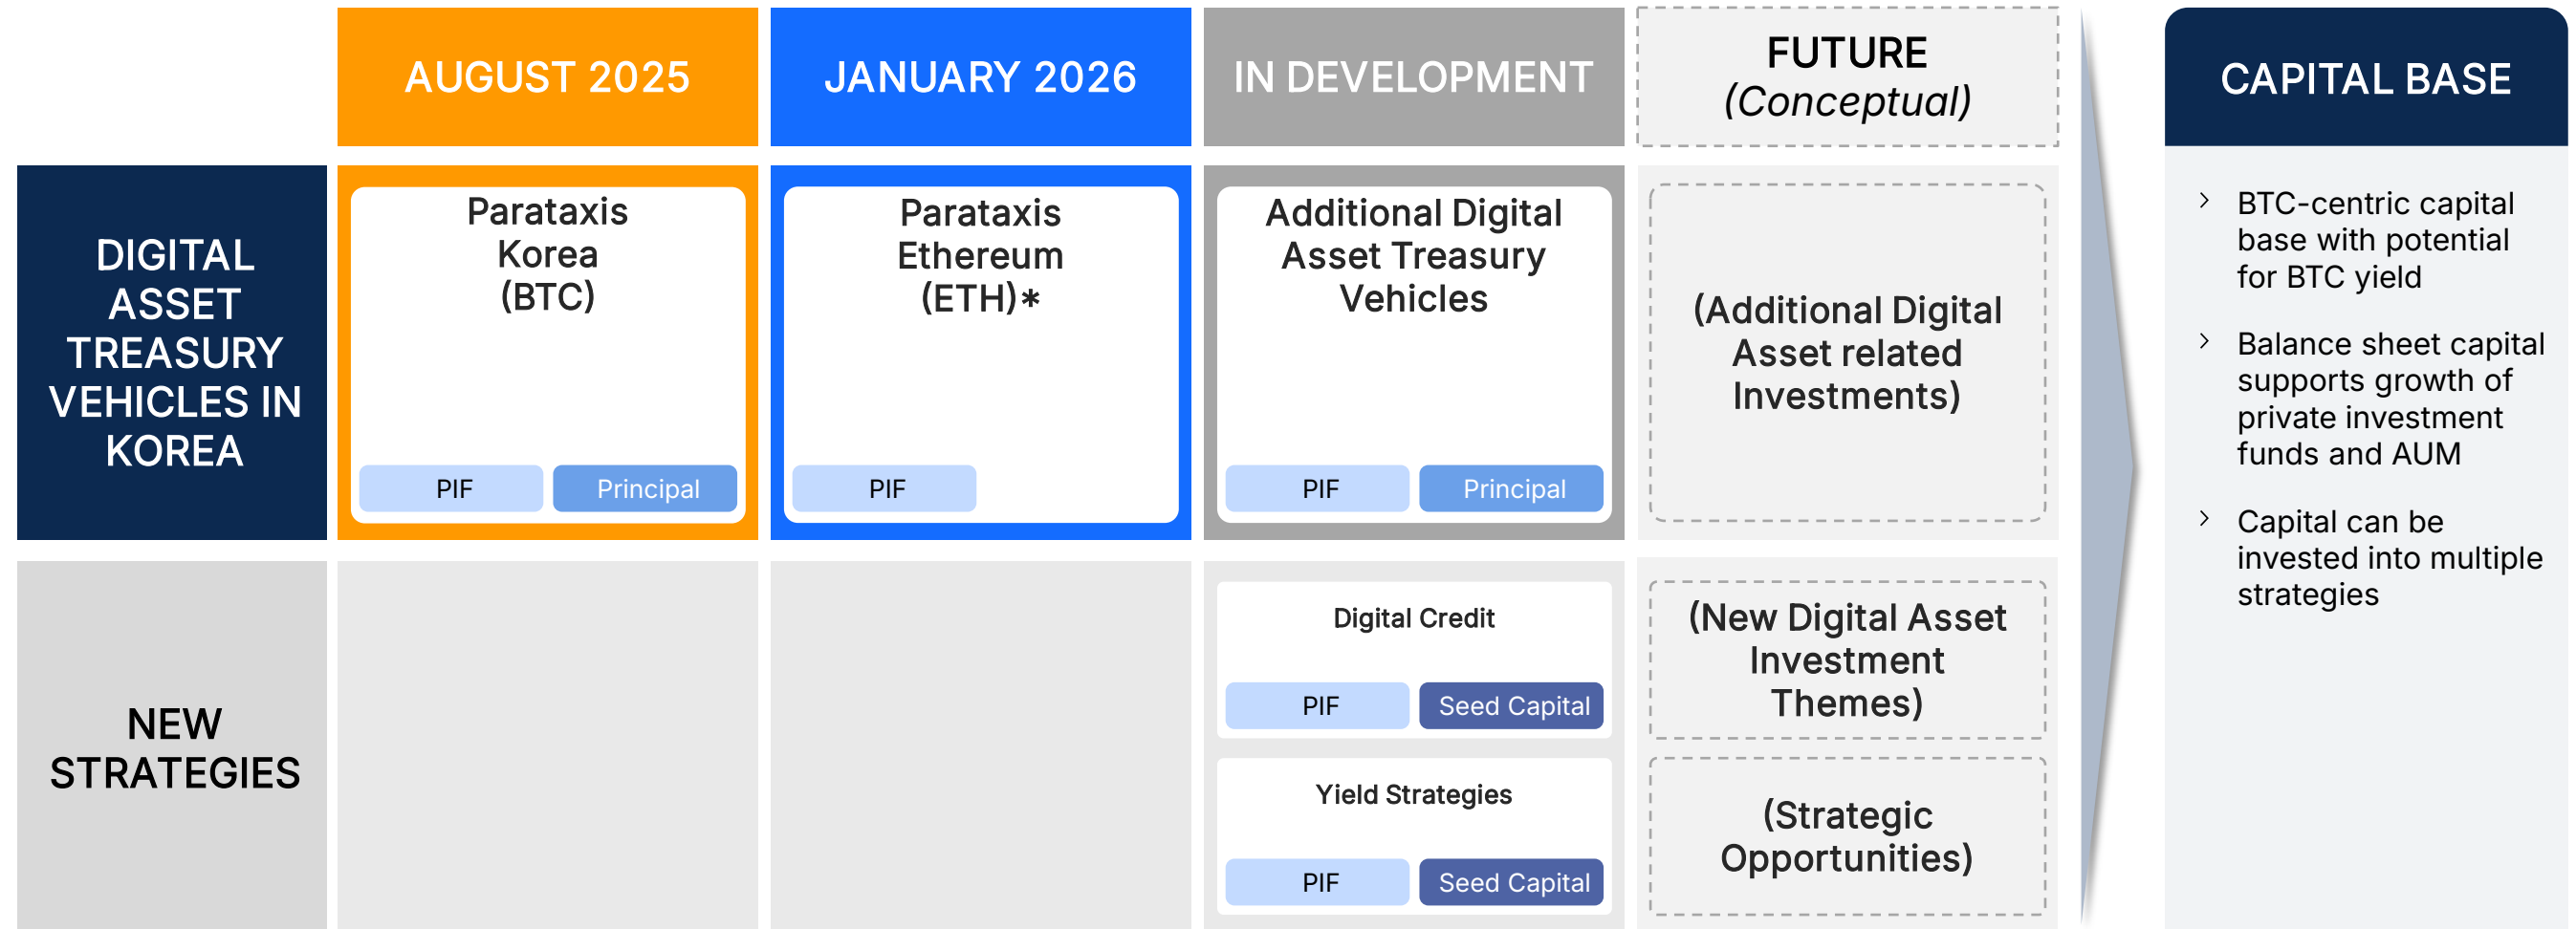 AUGUST 2025
JANUARY 2026
IN DEVELOPMENT
FUTURE
(Conceptual)
CAPITAL BASE
DIGITAL
ASSET
TREASURY
VEHICLES IN
KOREA
Parataxis
Korea
(BTC)
PIF
Principal
Parataxis
Ethereum
(ETH)*
PIF
Additional Digital
Asset Treasury
Vehicles
PIF
Principal
(Additional Digital
Asset related
Investments)
NEW
STRATEGIES
Digital Credit
PIF
Seed Capital
Yield Strategies
PIF
Seed Capital
(New Digital Asset
Investment
Themes)
(Strategic
Opportunities)
BTC-centric capital
base with potential
for BTC yield
Balance sheet capital
supports growth of
private investment
funds and AUM
Capital can be
invested into multiple
strategies